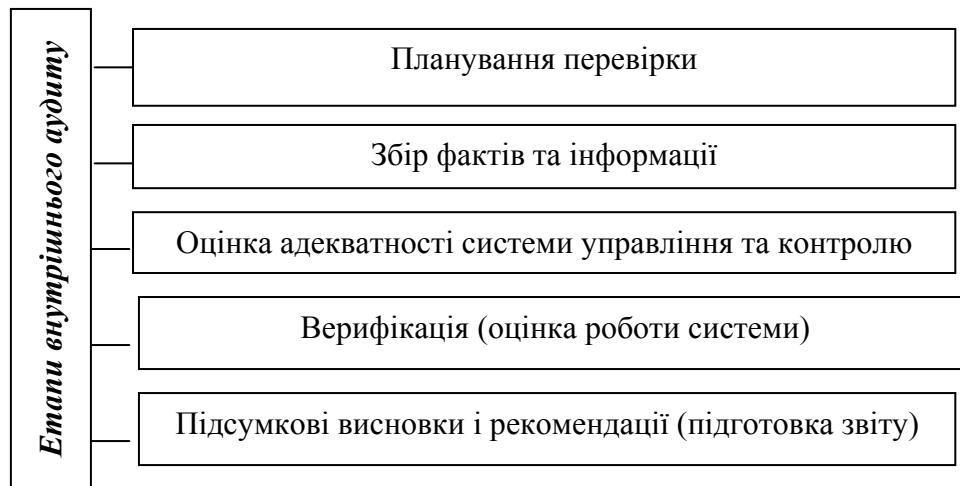 Етапи внутрішнього аудиту
Планування перевірки
Збір фактів та інформації
Оцінка адекватності системи управління та контролю
Верифікація (оцінка роботи системи)
Підсумкові висновки і рекомендації (підготовка звіту)